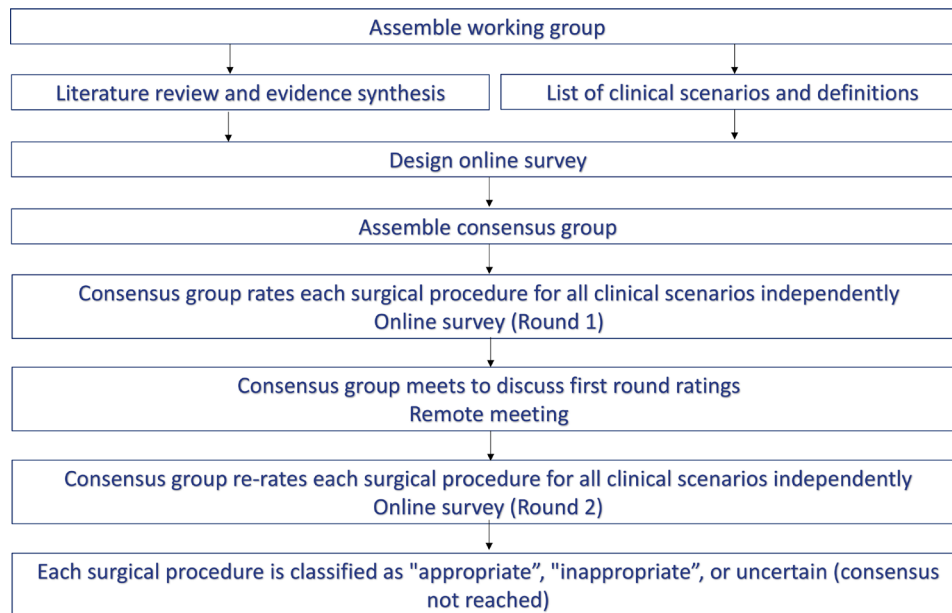 Assemble working group
Literature review and evidence synthesis
List of clinical scenarios and definitions
Design online survey
Assemble consensus group
Consensus group rates each surgical procedure for all clinical scenarios independently
Online survey (Round 1)
Consensus group meets to discuss first round ratings
Remote meeting
Consensus group re-rates each surgical procedure for all clinical scenarios independently
Online survey (Round 2)
Each surgical procedure is classified as "appropriate”, "inappropriate”, or uncertain (consensus
not reached)